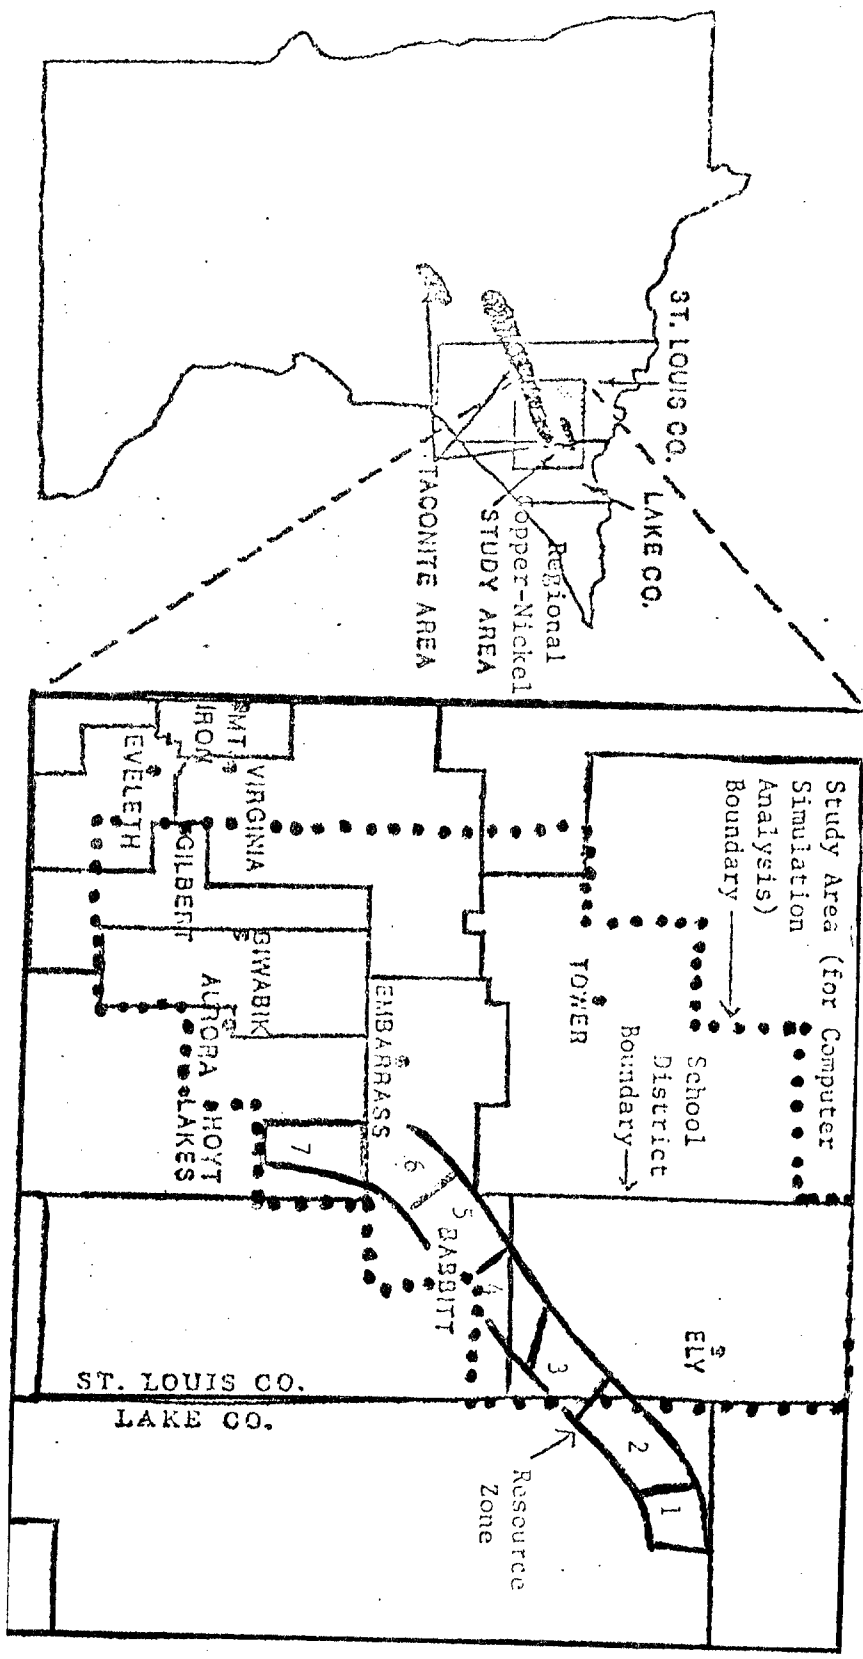 ST. LOUIS CO.
LAKE CO.
Regional
Copper-Nickel
STUDY AREA
TACONITE AREA
Study Area (for Computer
Simulation
Analysis)
Boundary
School
District
Boundary
TOWER
ELY
MT.
IRON
VIRGINIA
EVELETH
GILBERT
BIWABIK
AURORA
HOYT
LAKES
EMBARRASS
BABBITT
7
6
5
4
3
2
1
Resource
Zone
ST. LOUIS CO.
LAKE CO.